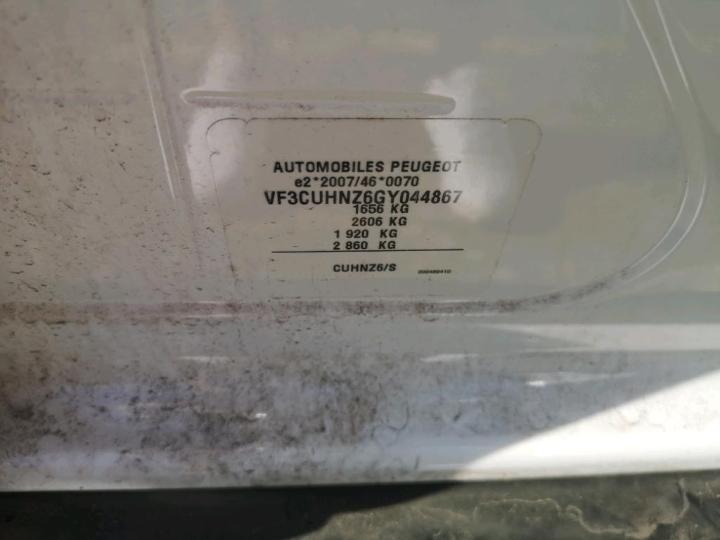 AUTOMOBILES PEUGEOT
e2*2007/46*0070
VF3CUHNZ6GY044867
1656 KG
2606 KG
1 920 KG
2 860 KG
CUHNZ6/S